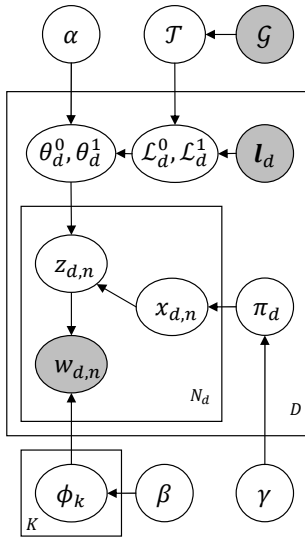 α 𝒯 𝒢
θ_d^0, θ_d^1 ℒ_d^0, ℒ_d^1 l_d
z_{d,n}
x_{d,n} π_d
w_{d,n}
N_d D
ϕ_k β γ
K